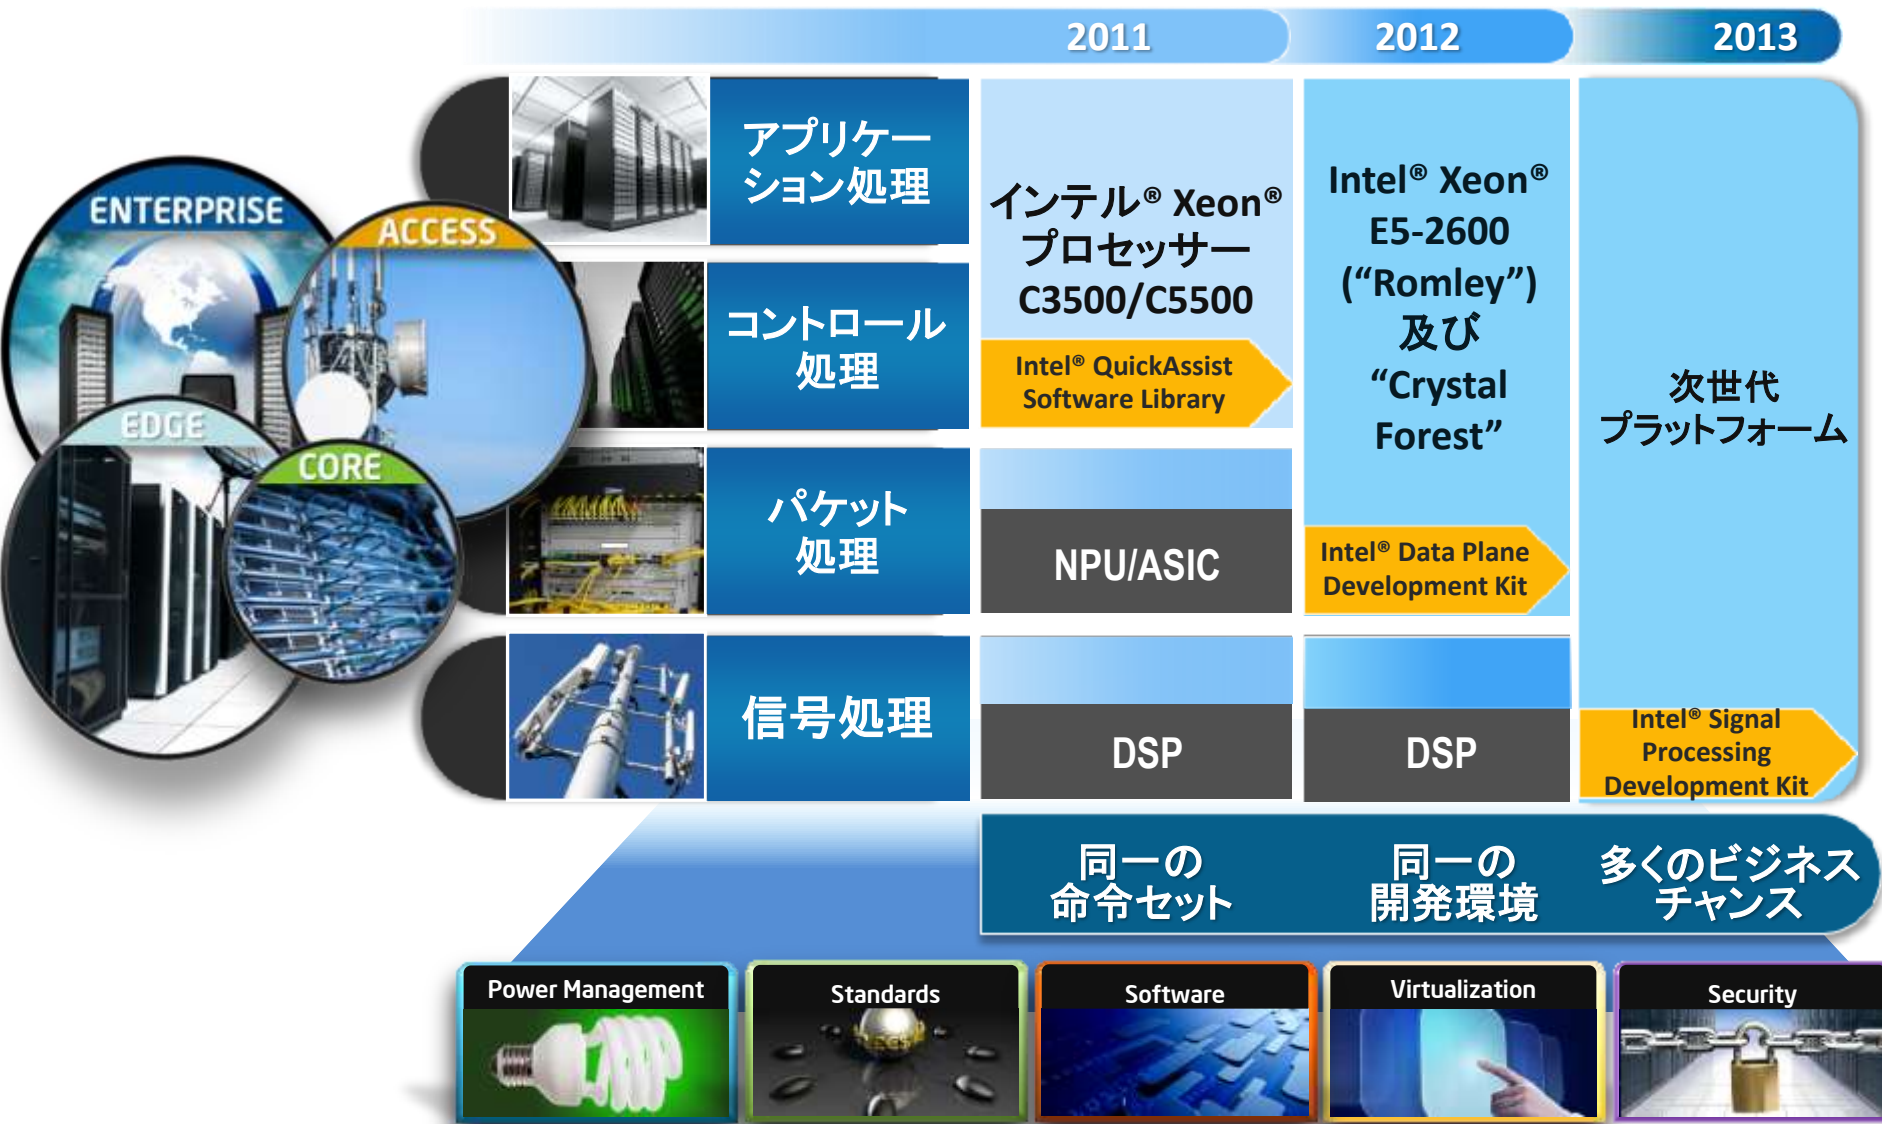 2011
2012
2013
ENTERPRISE
ACCESS
EDGE
CORE
アプリケー
ション処理
コントロール
処理
パケット
処理
信号処理
インテル® Xeon®
プロセッサー
C3500/C5500
Intel® QuickAssist
Software Library
NPU/ASIC
DSP
Intel® Xeon®
E5-2600
(“Romley”)
及び
“Crystal
Forest”
Intel® Data Plane
Development Kit
DSP
次世代
プラットフォーム
Intel® Signal
Processing
Development Kit
同一の
命令セット
同一の
開発環境
多くのビジネス
チャンス
Power Management
Standards
Software
Virtualization
Security